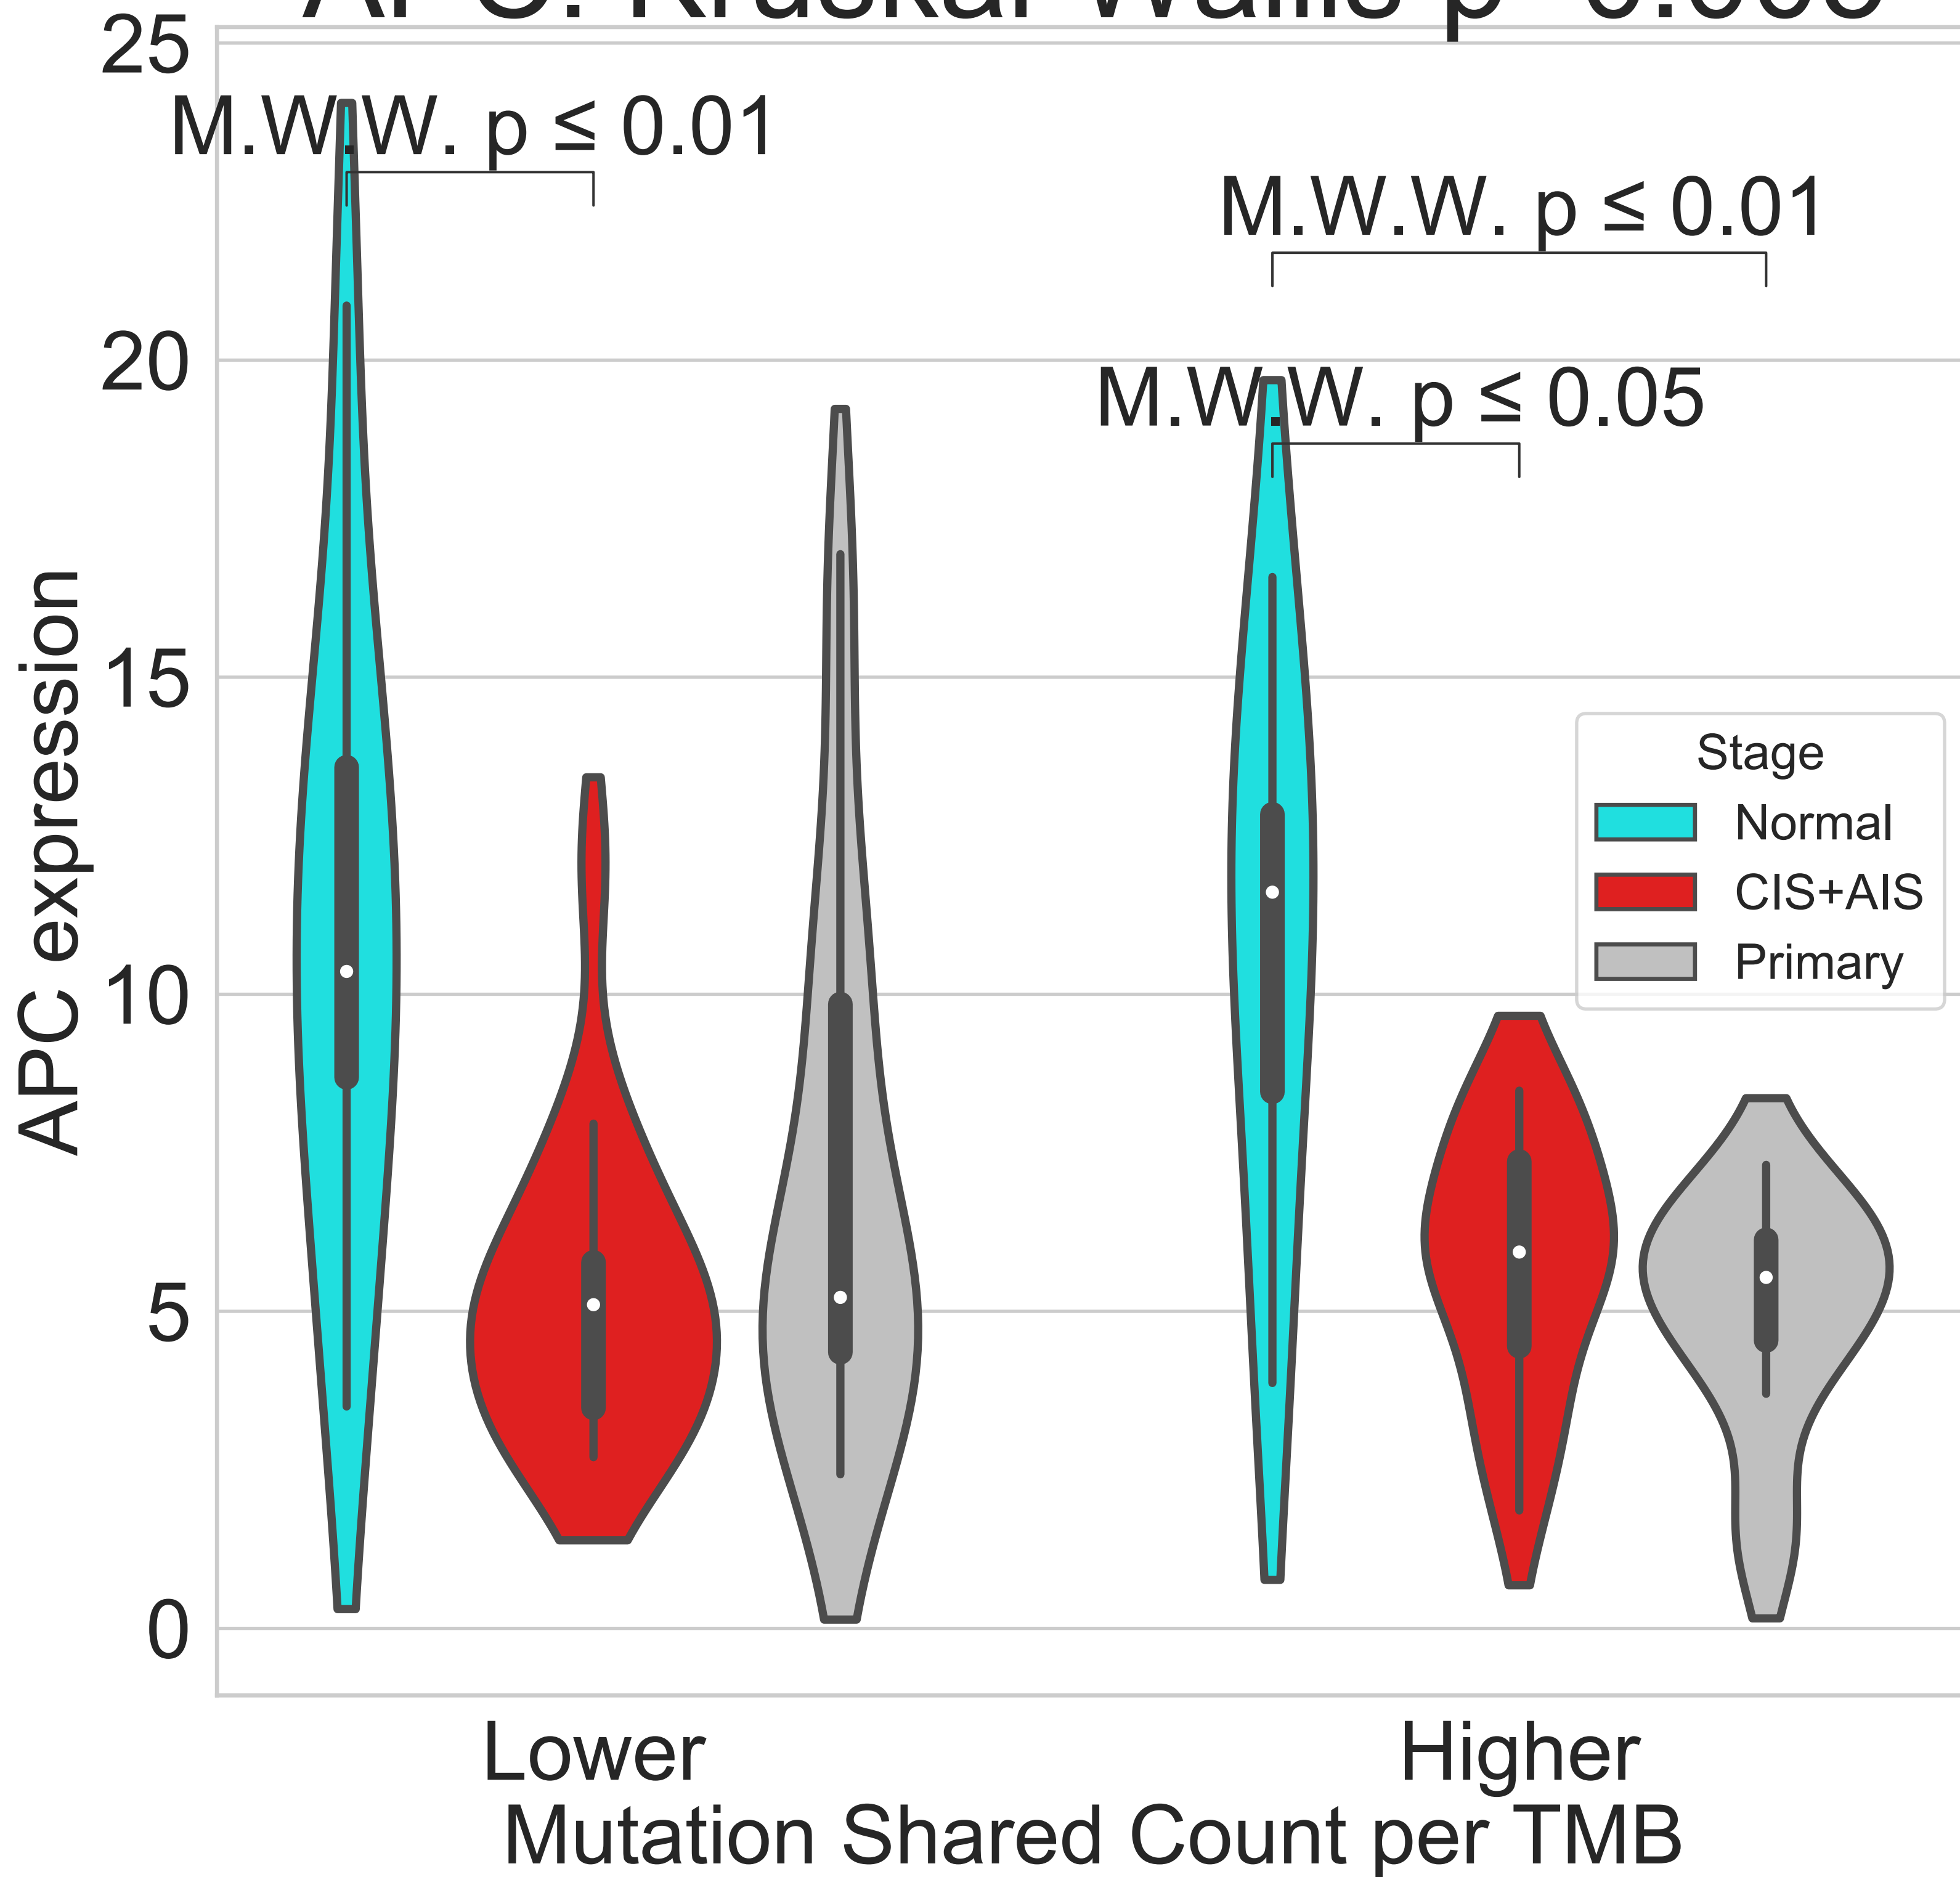 25
M.W.W. p ≤ 0.01
M.W.W. p ≤ 0.01
20
M.W.W. p ≤ 0.05
15
10
5
0
APC expression
Stage
Normal
CIS+AIS
Primary
Lower
Higher
Mutation Shared Count per TMB